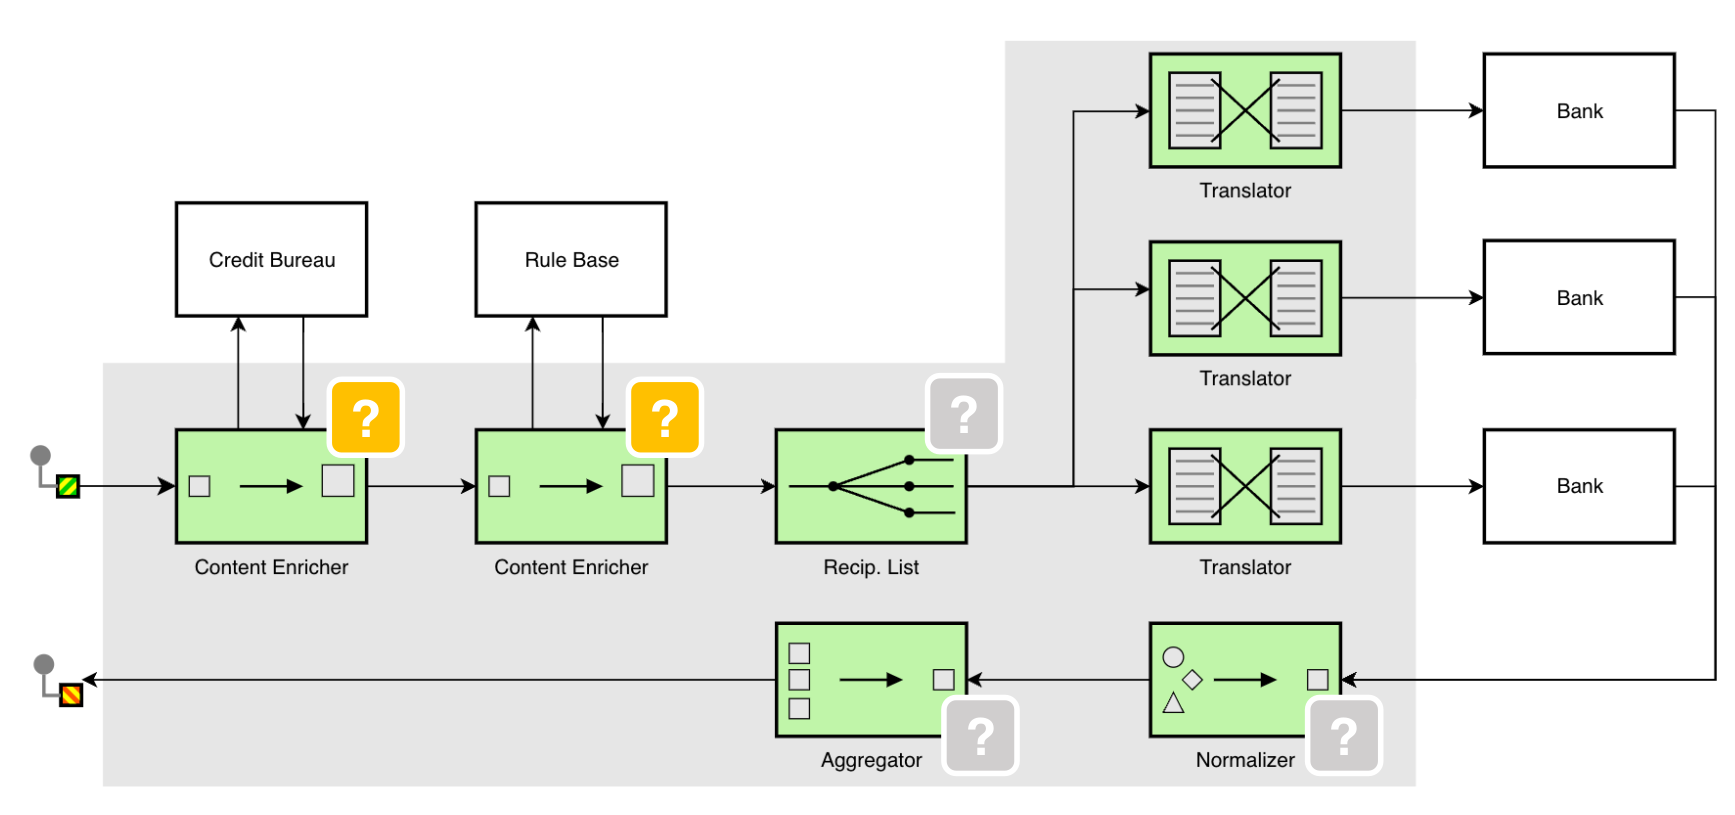 Bank
Translator
Credit Bureau
Rule Base
Bank
Translator
?
?
?
Bank
Content Enricher
Content Enricher
Recip. List
Translator
?
?
Aggregator
Normalizer